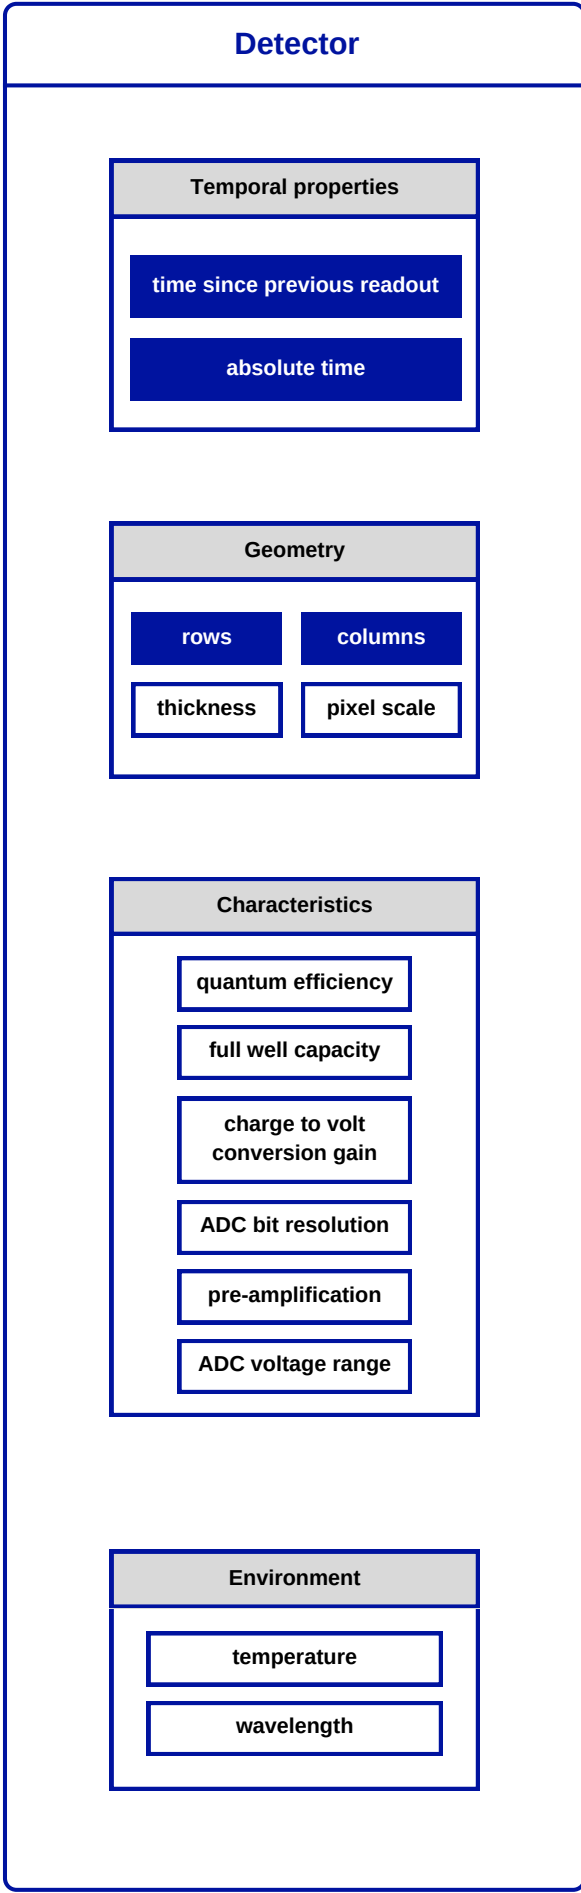 Detector
Temporal properties
time since previous readout
absolute time
Geometry
rows
columns
thickness
pixel scale
Characteristics
quantum efficiency
full well capacity
charge to volt
conversion gain
ADC bit resolution
pre-amplification
ADC voltage range
Environment
temperature
wavelength